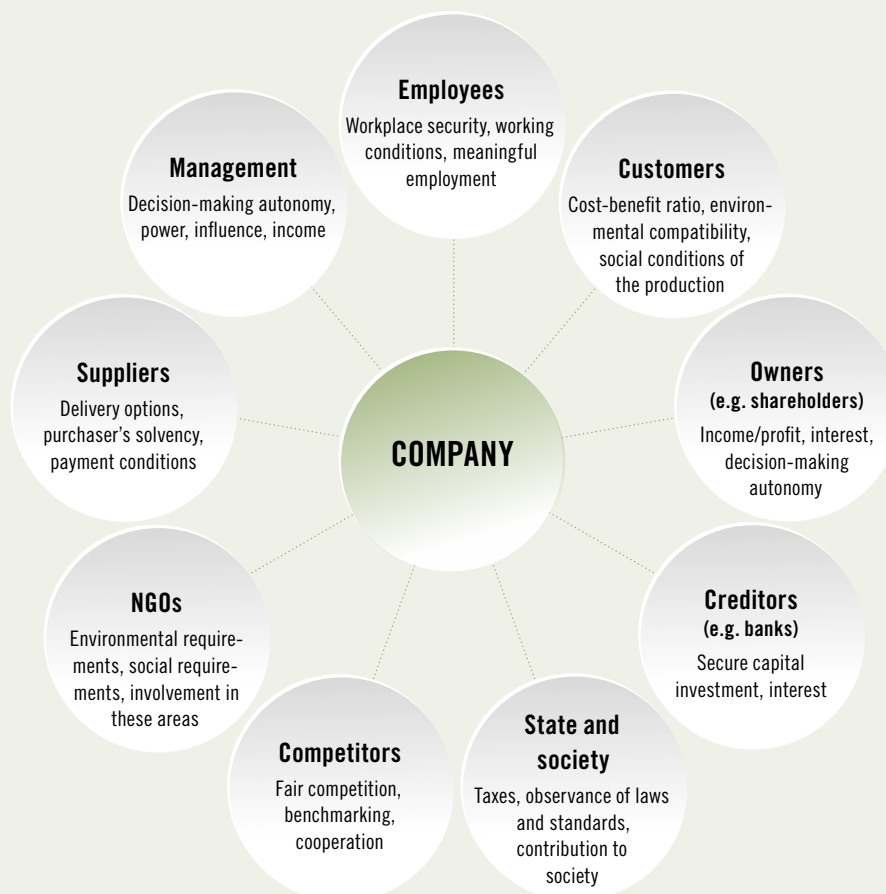 Employees
Workplace security, working
conditions, meaningful
employment
Customers
Cost-benefit ratio, environ-
mental compatibility,
social conditions of
the production
Owners
(e.g. shareholders)
Income/profit, interest,
decision-making
autonomy
Creditors
(e.g. banks)
Secure capital
investment, interest
State and
society
Taxes, observance of laws
and standards,
contribution to
society
Competitors
Fair competition,
benchmarking,
cooperation
NGOs
Environmental require-
ments, social require-
ments, involvement in
these areas
Suppliers
Delivery options,
purchaser's solvency,
payment conditions
Management
Decision-making autonomy,
power, influence, income
COMPANY